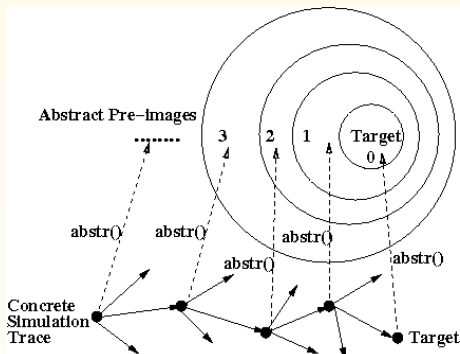 Abstract Pre-Images
........
3
2
1
Target
0
abstr()
abstr()
abstr()
abstr()
abstr()
Concrete
Simulation
Trace
Target